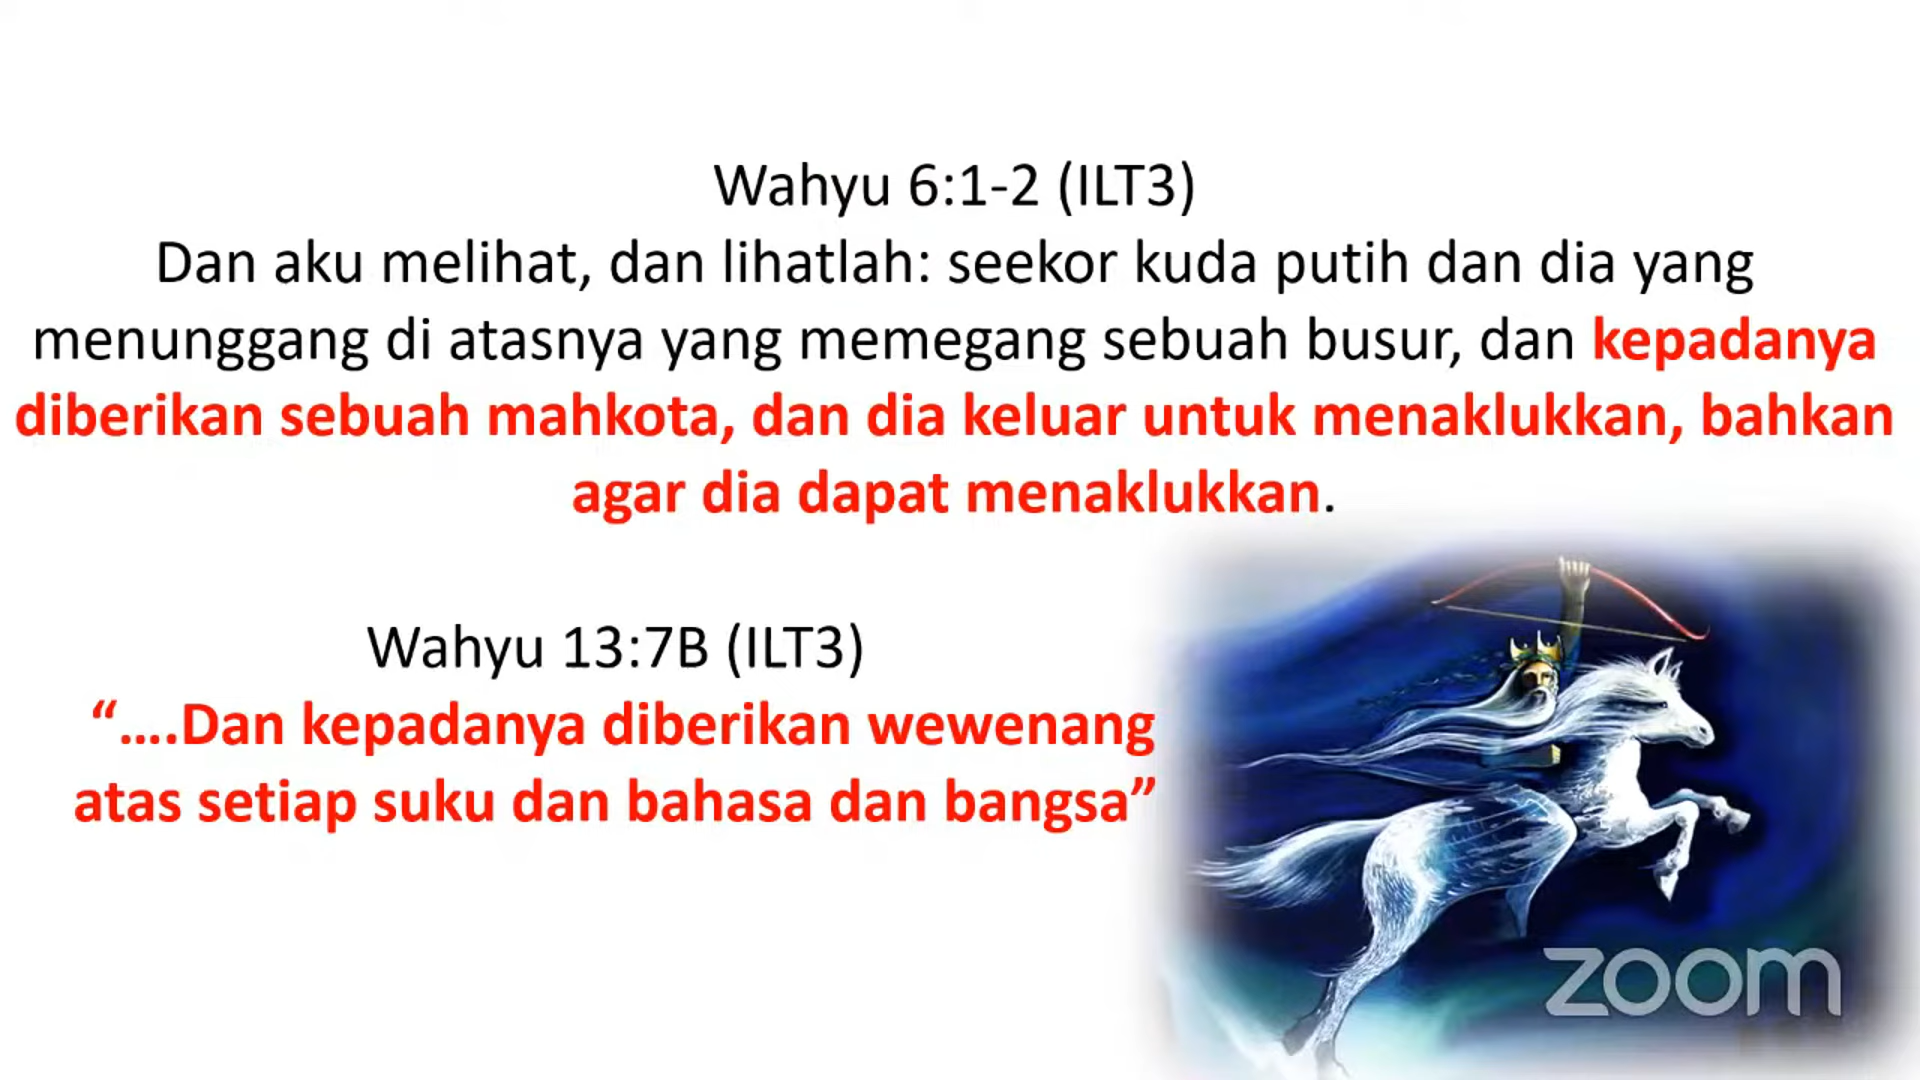 Wahyu 6:1-2 (ILT3)
Dan aku melihat, dan lihatlah: seekor kuda putih dan dia yang
menunggang di atasnya yang memegang sebuah busur, dan kepadanya
diberikan sebuah mahkota, dan dia keluar untuk menaklukkan, bahkan
agar dia dapat menaklukkan.
Wahyu 13:7B (ILT3)
“....Dan kepadanya diberikan wewenang
atas setiap suku dan bahasa dan bangsa”
zoom